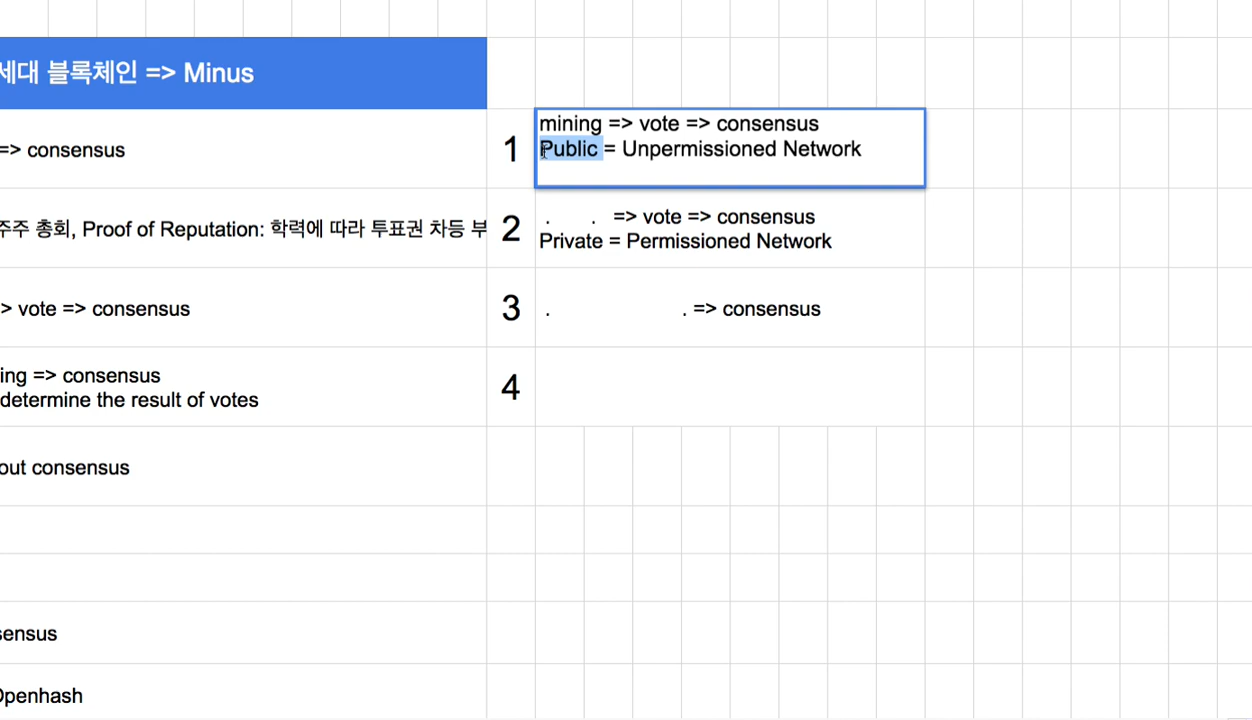 세대 블록체인 => Minus
=> consensus
1
mining => vote => consensus
Public = Unpermissioned Network
주주 총회, Proof of Reputation: 학력에 따라 투표권 차등 부
2
. . => vote => consensus
Private = Permissioned Network
> vote => consensus
3
. . => consensus
ing => consensus
determine the result of votes
4
out consensus
sensus
Openhash